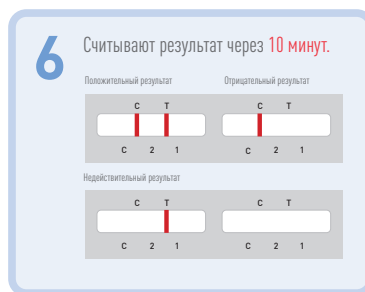 6
Считывают результат через 10 минут.
Положительный результат
Отрицательный результат
C T
C T
C 2 1
C 2 1
Недействительный результат
C T
C T
C 2 1
C 2 1